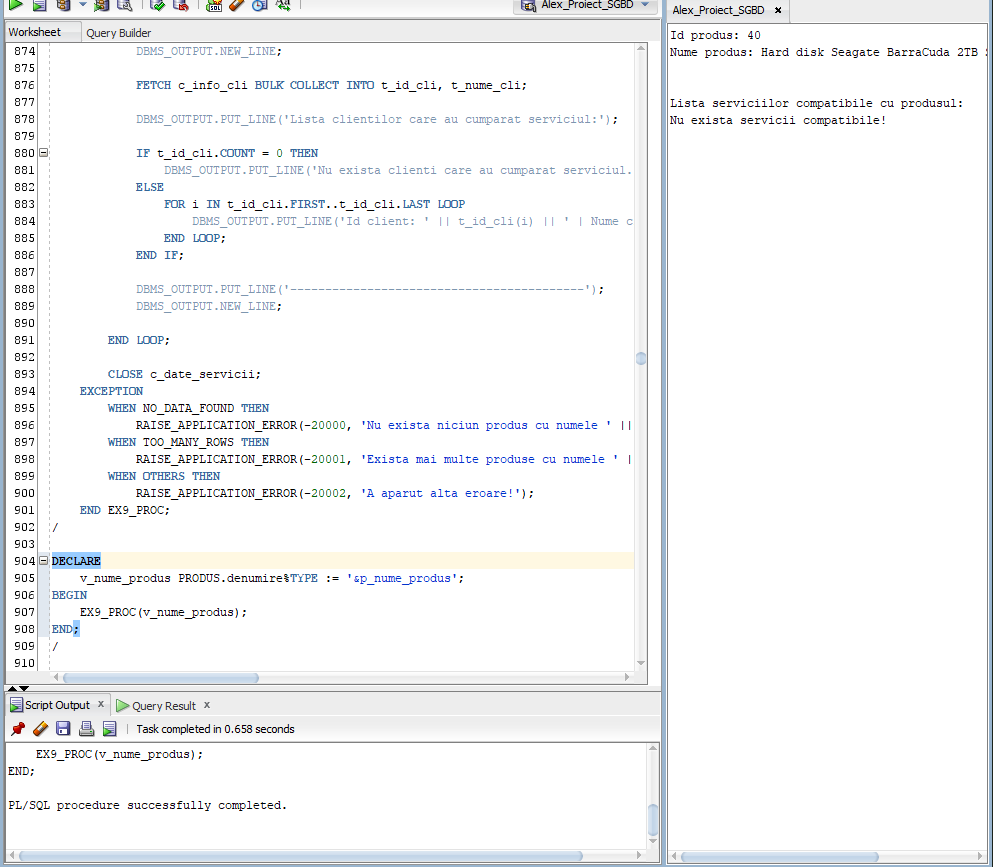 Alex_Proiect_SGBD
Worksheet Query Builder
874 DBMS_OUTPUT.NEW_LINE;
875
876 FETCH c_info_cli BULK COLLECT INTO t_id_cli, t_nume_cli;
877
878 DBMS_OUTPUT.PUT_LINE('Lista clientilor care au cumparat serviciul:');
879
880 IF t_id_cli.COUNT = 0 THEN
881 DBMS_OUTPUT.PUT_LINE('Nu exista clienti care au cumparat serviciul.
882 ELSE
883 FOR i IN t_id_cli.FIRST..t_id_cli.LAST LOOP
884 DBMS_OUTPUT.PUT_LINE('Id client: ' || t_id_cli(i) || ' | Nume c
885 END LOOP;
886 END IF;
887
888 DBMS_OUTPUT.PUT_LINE('------------------------------------------');
889 DBMS_OUTPUT.NEW_LINE;
890
891 END LOOP;
892
893 CLOSE c_date_servicii;
894 EXCEPTION
895 WHEN NO_DATA_FOUND THEN
896 RAISE_APPLICATION_ERROR(-20000, 'Nu exista niciun produs cu numele ' ||
897 WHEN TOO_MANY_ROWS THEN
898 RAISE_APPLICATION_ERROR(-20001, 'Exista mai multe produse cu numele ' |
899 WHEN OTHERS THEN
900 RAISE_APPLICATION_ERROR(-20002, 'A aparut alta eroare!');
901 END EX9_PROC;
902 /
903
904 DECLARE
905 v_nume_produs PRODUS.denumire%TYPE := '&p_nume_produs';
906 BEGIN
907 EX9_PROC(v_nume_produs);
908 END;
909 /
910
Script Output x Query Result x
Task completed in 0.658 seconds
EX9_PROC(v_nume_produs);
END;
PL/SQL procedure successfully completed.
Alex_Proiect_SGBD x
Id produs: 40
Nume produs: Hard disk Seagate BarraCuda 2TB
Lista serviciilor compatibile cu produsul:
Nu exista servicii compatibile!